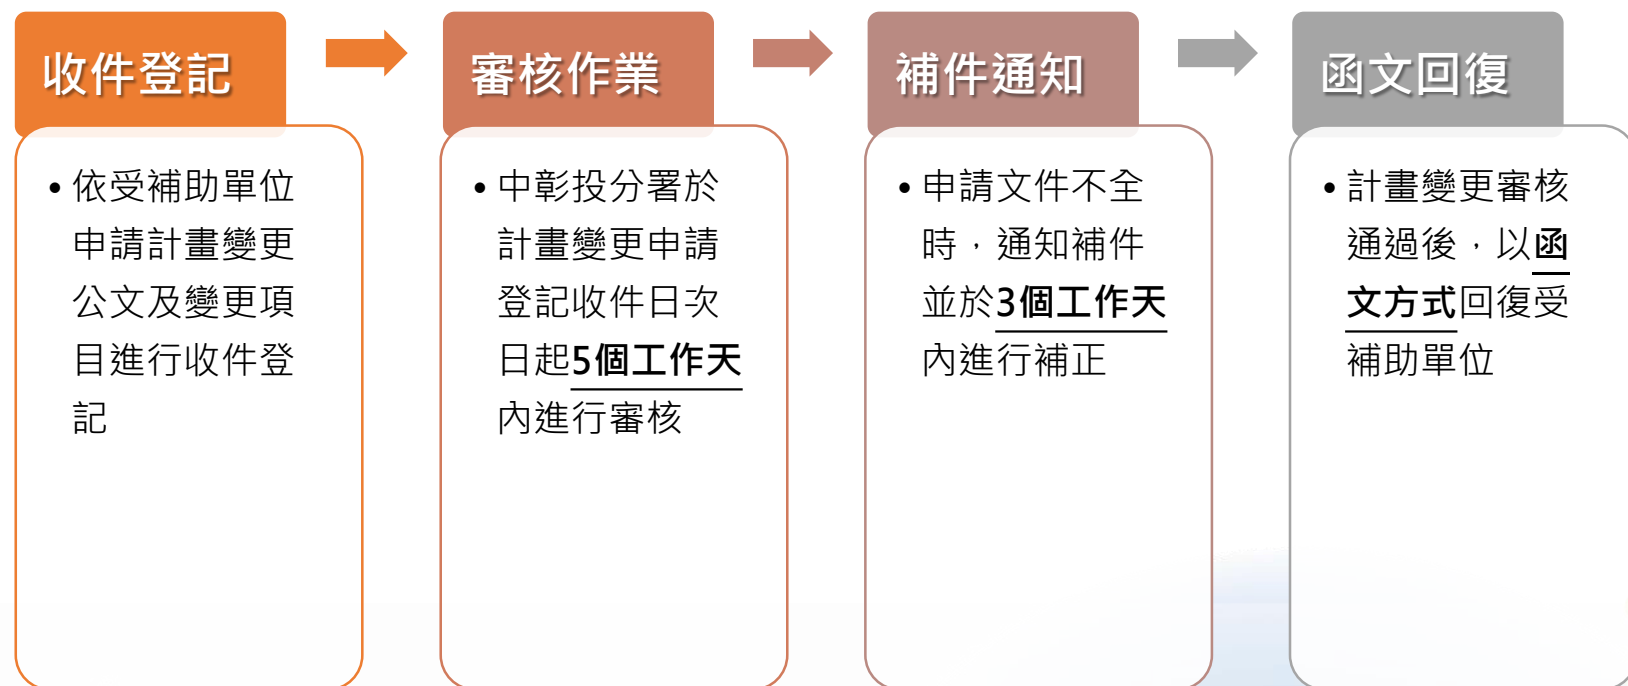 收件登記
• 依受補助單位
申請計畫變更
公文及變更項
目進行收件登
記
審核作業
• 中彰投分署於
計畫變更申請
登記收件日次
日起5個工作天
內進行審核
補件通知
• 申請文件不全
時，通知補件
並於3個工作天
內進行補正
函文回復
• 計畫變更審核
通過後，以函
文方式回復受
補助單位